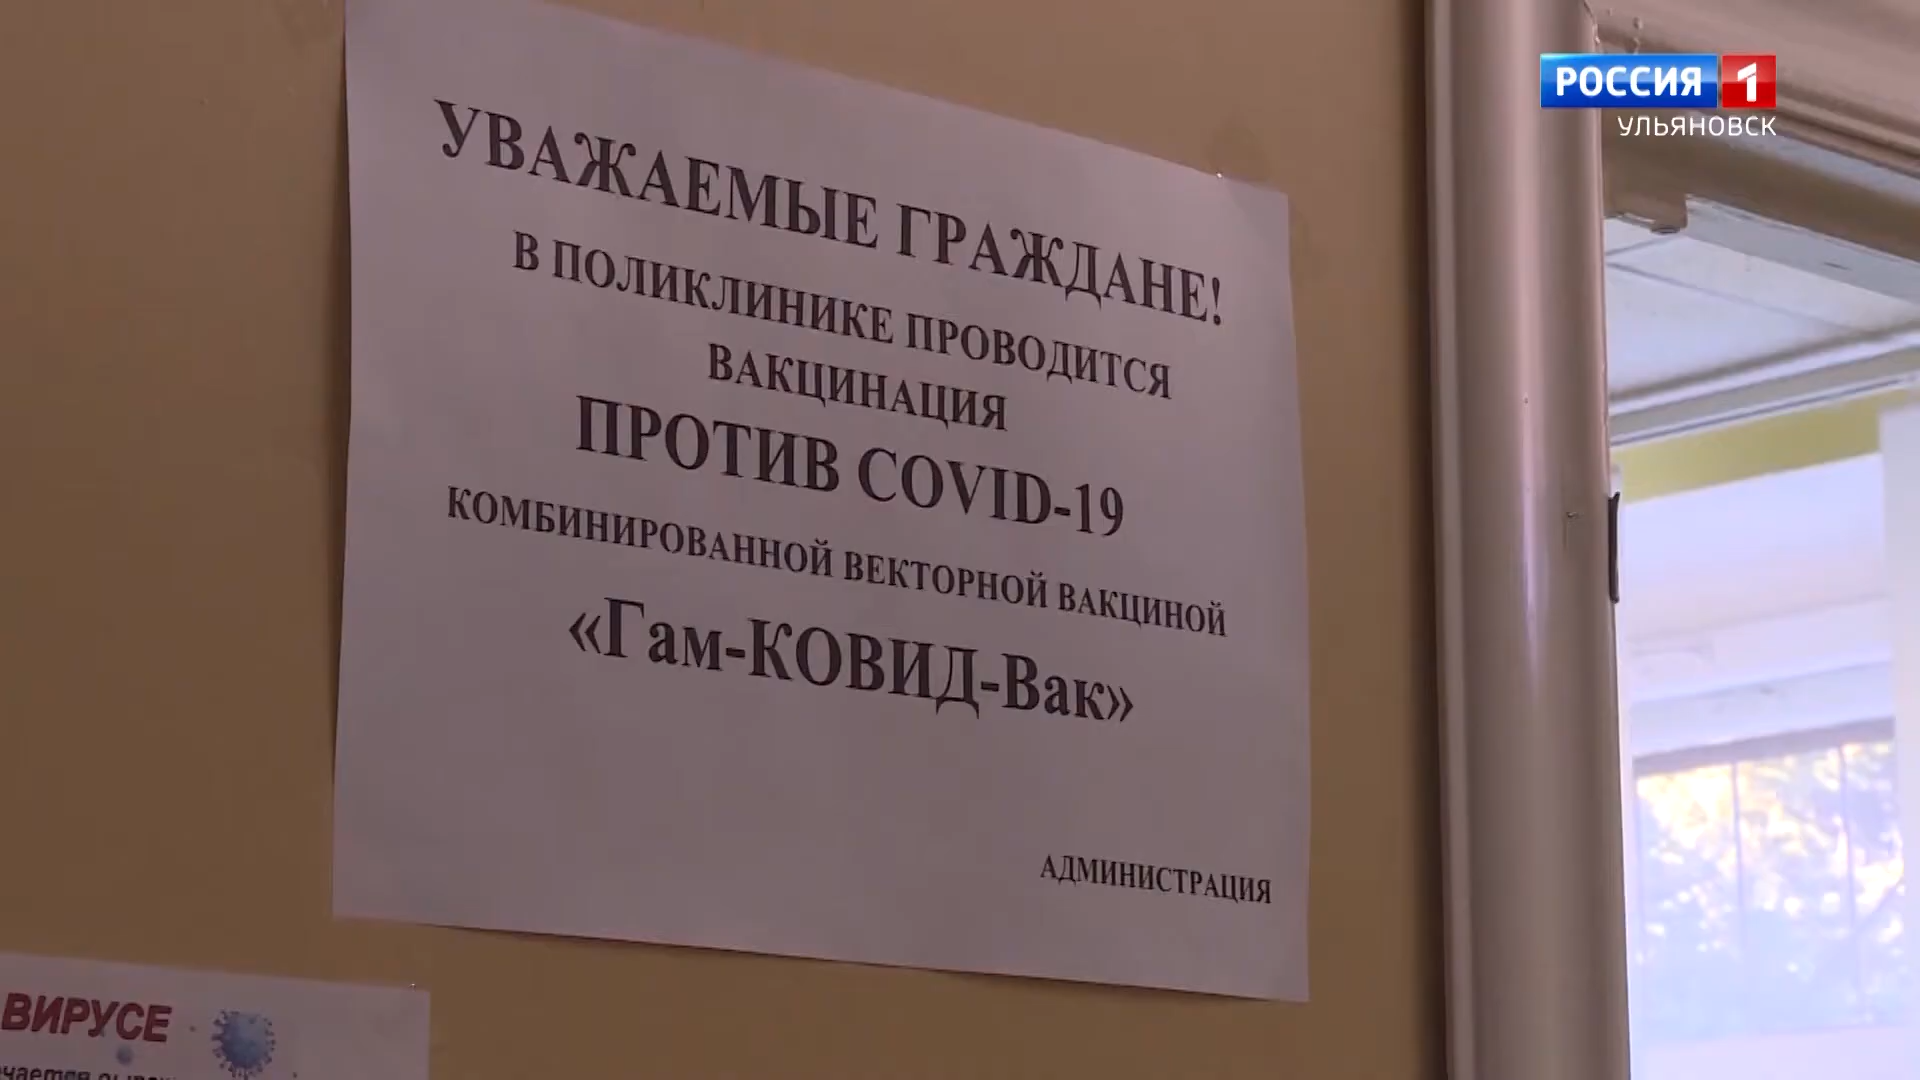 РОССИЯ 1
УЛЬЯНОВСК
УВАЖАЕМЫЕ ГРАЖДАНЕ!
В ПОЛИКЛИНИКЕ ПРОВОДИТСЯ
ВАКЦИНАЦИЯ
ПРОТИВ COVID-19
КОМБИНИРОВАННОЙ ВЕКТОРНОЙ ВАКЦИНОЙ
«Гам-КОВИД-Вак»
АДМИНИСТРАЦИЯ
ВИРУСЕ